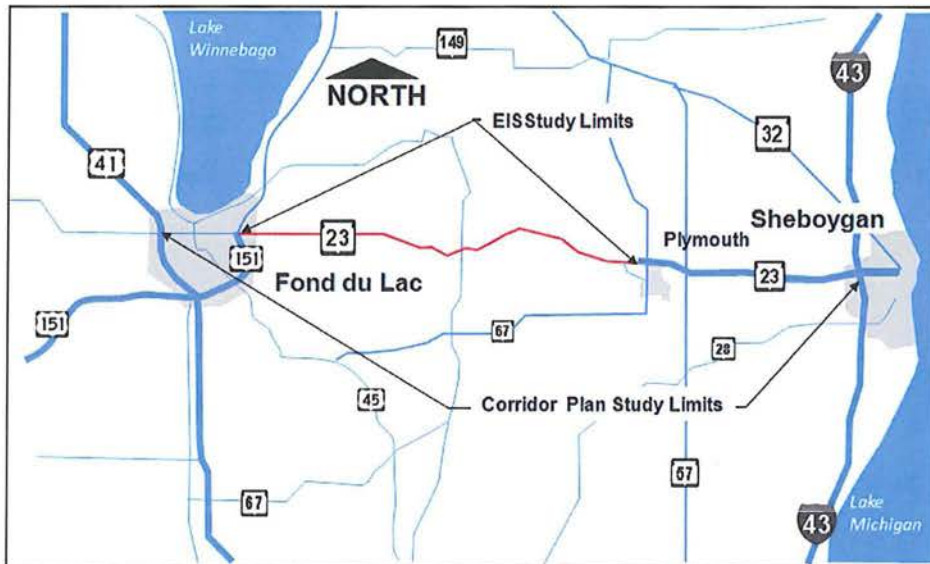 Lake
Winnebago
149
43
NORTH
EIS Study Limits
32
41
Sheboygan
23
Plymouth
151
Fond du Lac
23
151
67
28
45
Corridor Plan Study Limits
67
57
Lake
Michigan
43